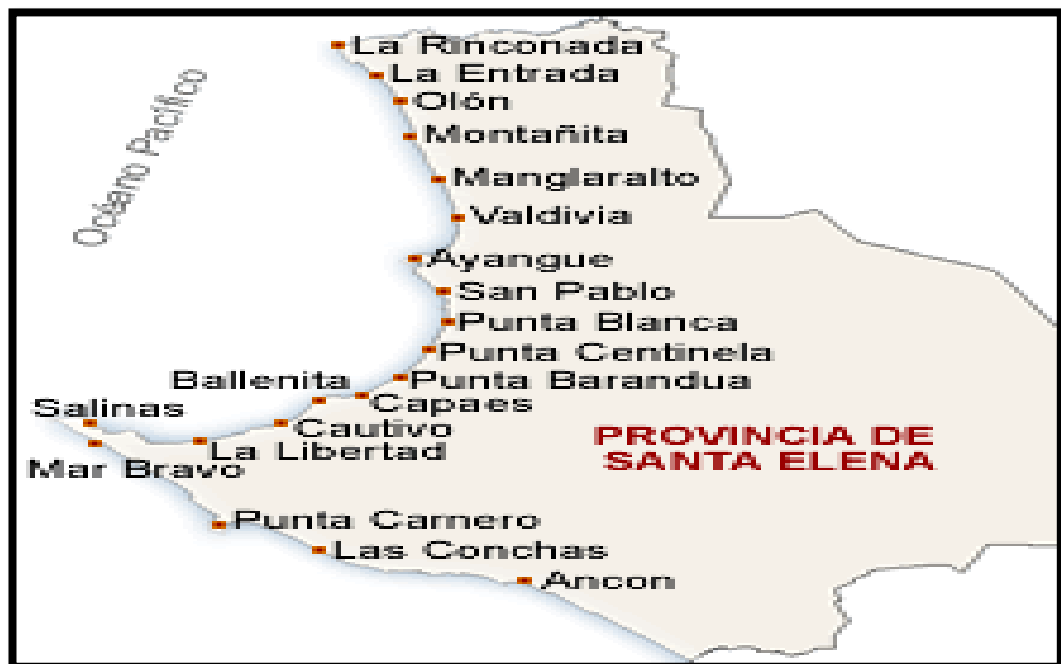 La Rinconada
La Entrada
Océano Pacífico
Olón
Montañita
Manglaralto
Valdivia
Ayangue
San Pablo
Punta Blanca
Punta Centinela
Punta Barandua
Ballenita
Capaes
Salinas
Cautivo
La Libertad
Mar Bravo
PROVINCIA DE
SANTA ELENA
Punta Carnero
Las Conchas
Ancon